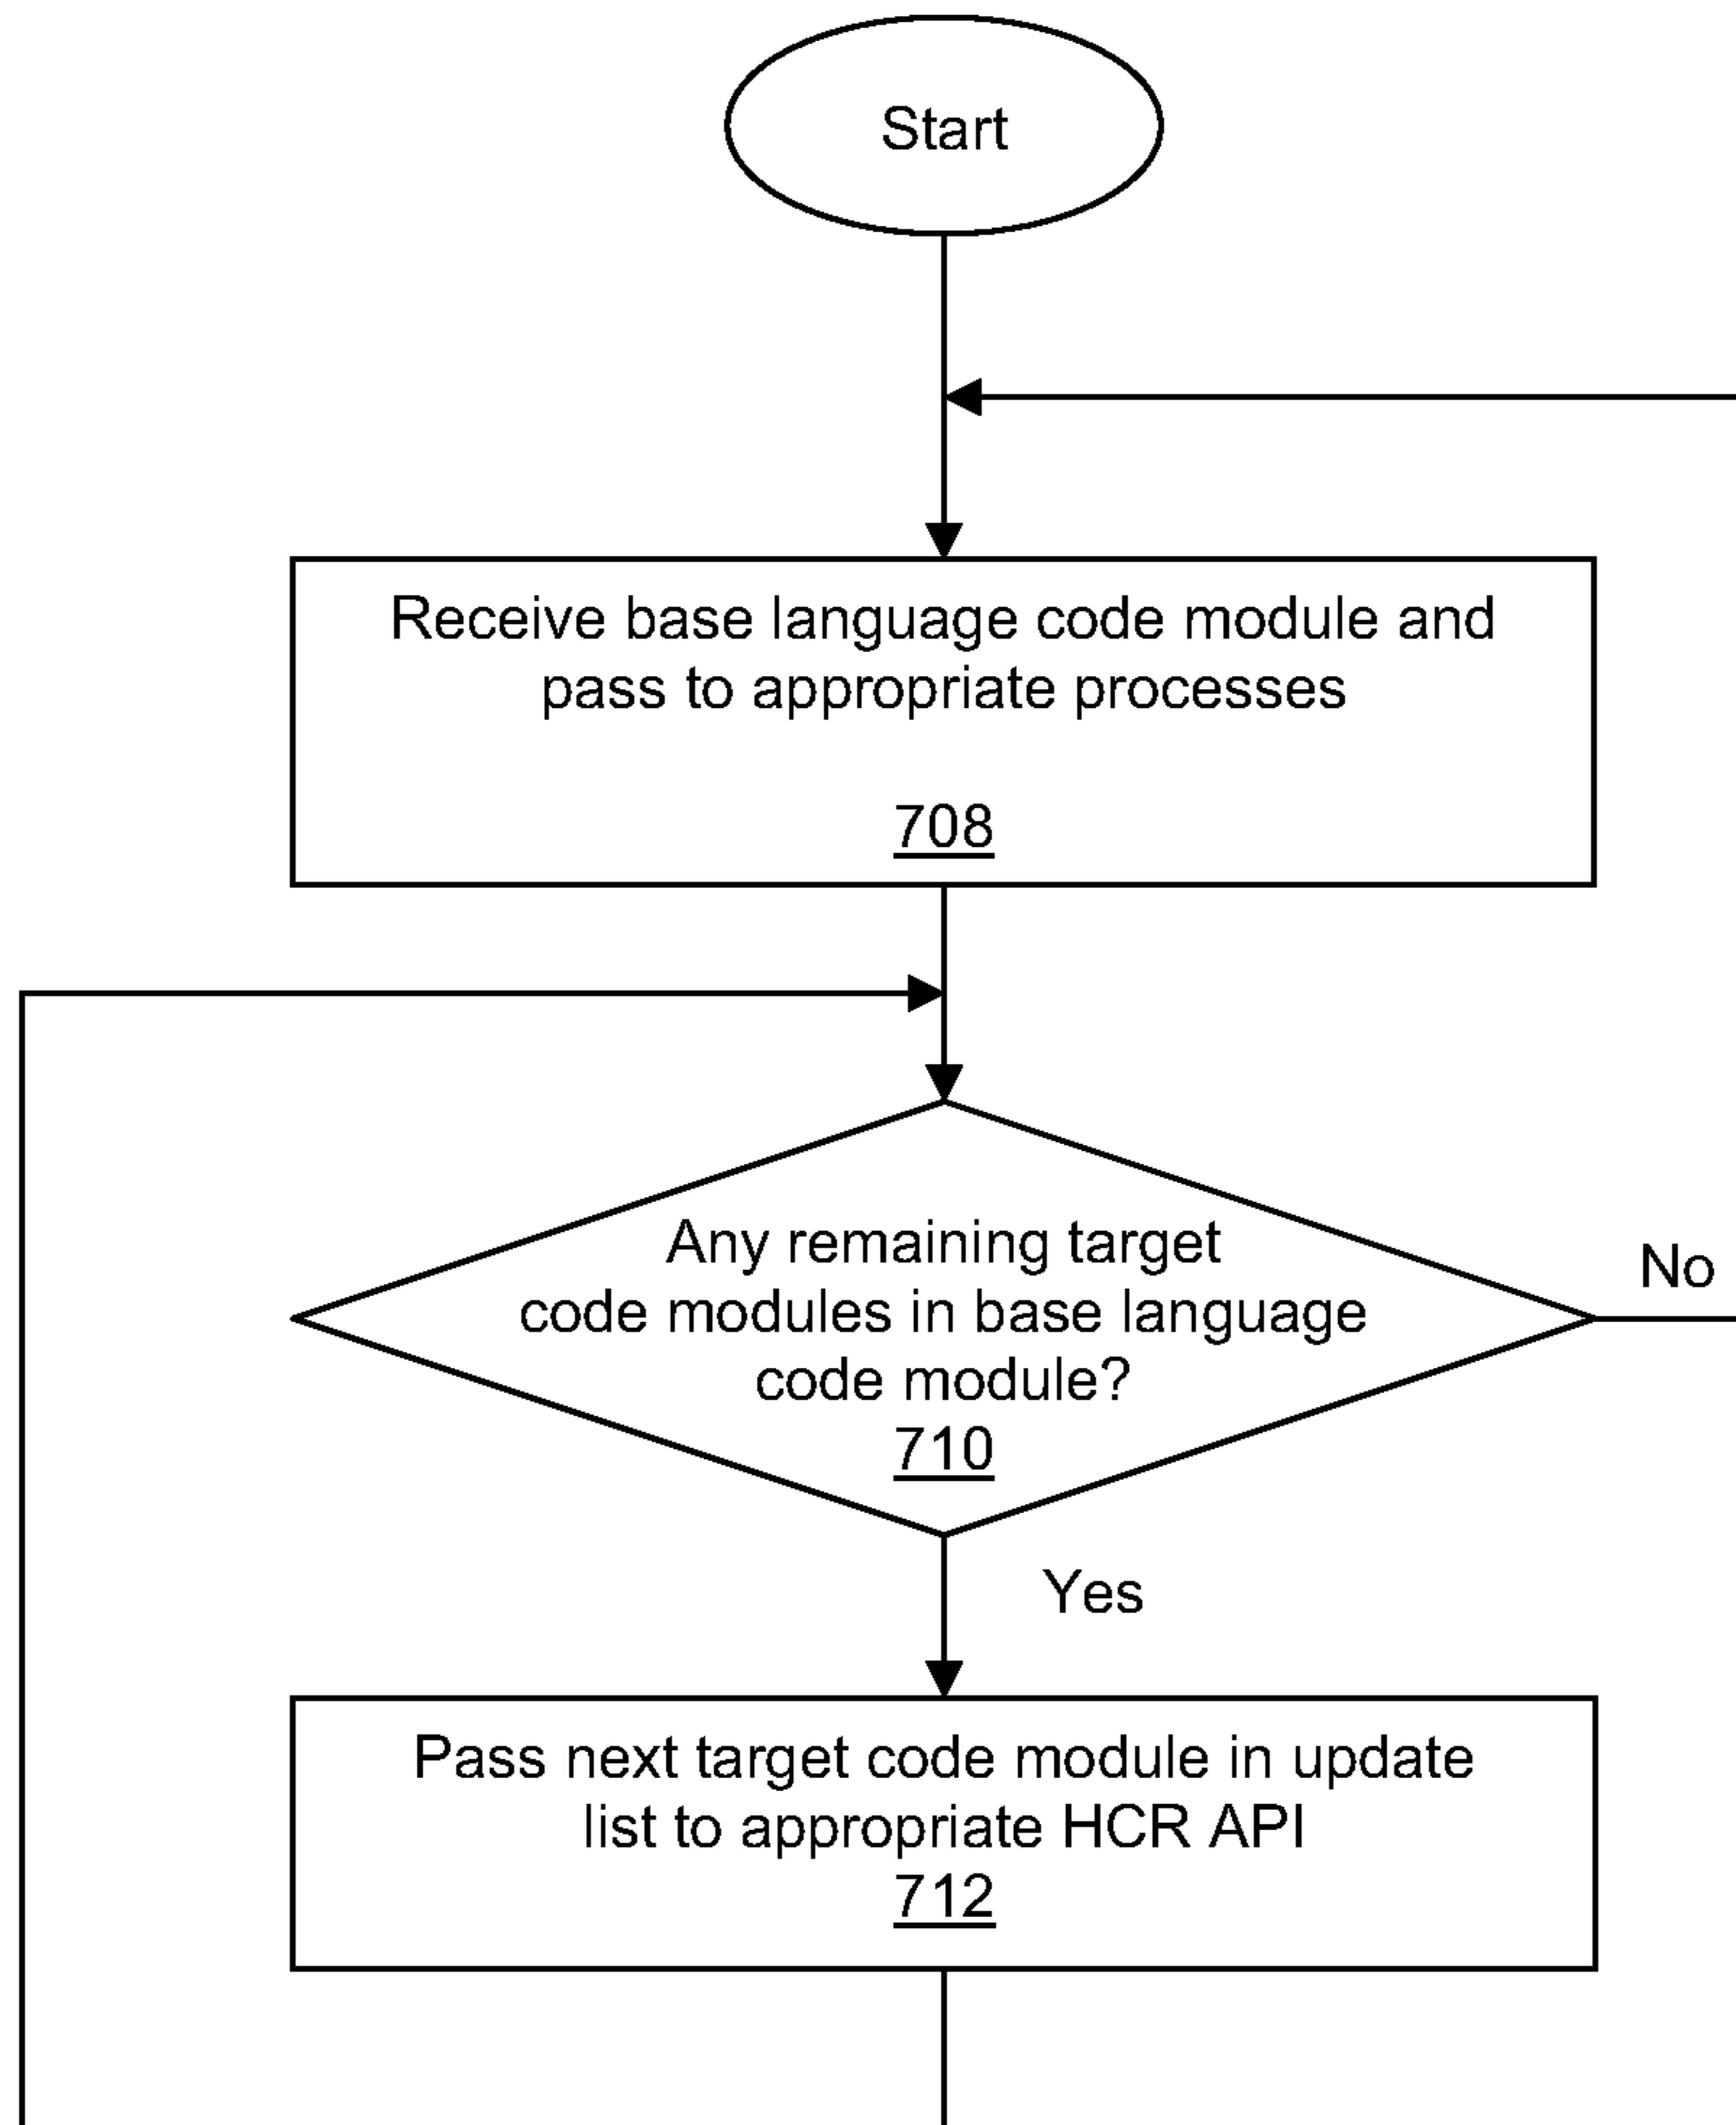 Start
Receive base language code module and
pass to appropriate processes
708
Any remaining target
code modules in base language
code module?
710
No
Yes
Pass next target code module in update
list to appropriate HCR API
712